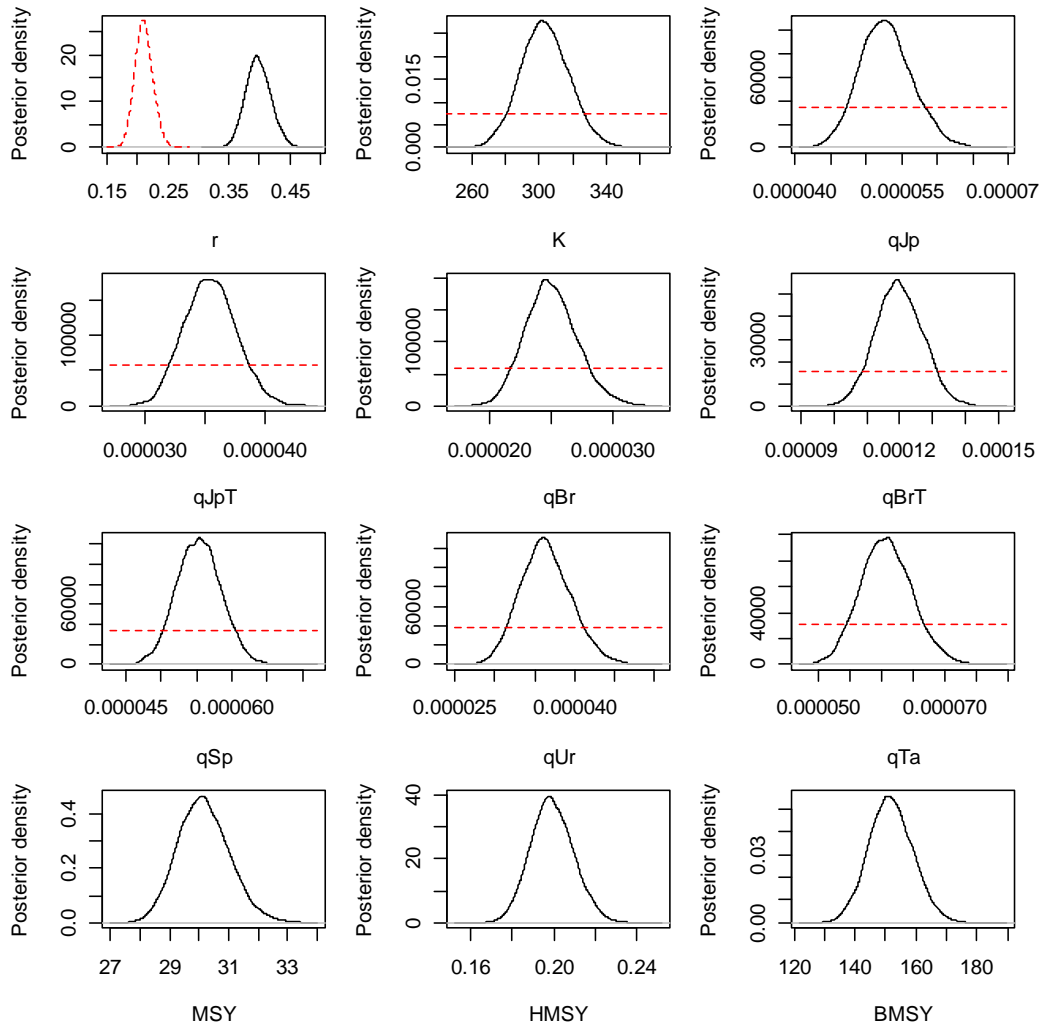 Posterior density
0 10 20
0.15 0.25 0.35 0.45
r
Posterior density
0.000 0.015
260 300 340
K
Posterior density
0 60000
0.000040 0.000055 0.00007
qJp
Posterior density
0 100000
0.000030 0.000040
qJpT
Posterior density
0 100000
0.000020 0.000030
qBr
Posterior density
0 30000
0.00009 0.00012 0.00015
qBrT
Posterior density
0 60000
0.000045 0.000060
qSp
Posterior density
0 60000
0.000025 0.000040
qUr
Posterior density
0 40000
0.000050 0.000070
qTa
Posterior density
0.0 0.2 0.4
27 29 31 33
MSY
Posterior density
0 20 40
0.16 0.20 0.24
HMSY
Posterior density
0.00 0.03
120 140 160 180
BMSY